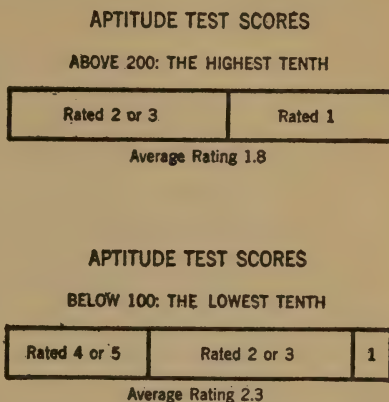 APTITUDE TEST SCORES
ABOVE 200: THE HIGHEST TENTH
Rated 2 or 3 Rated 1
Average Rating 1.8
APTITUDE TEST SCORES
BELOW 100: THE LOWEST TENTH
Rated 4 or 5 Rated 2 or 3 1
Average Rating 2.3